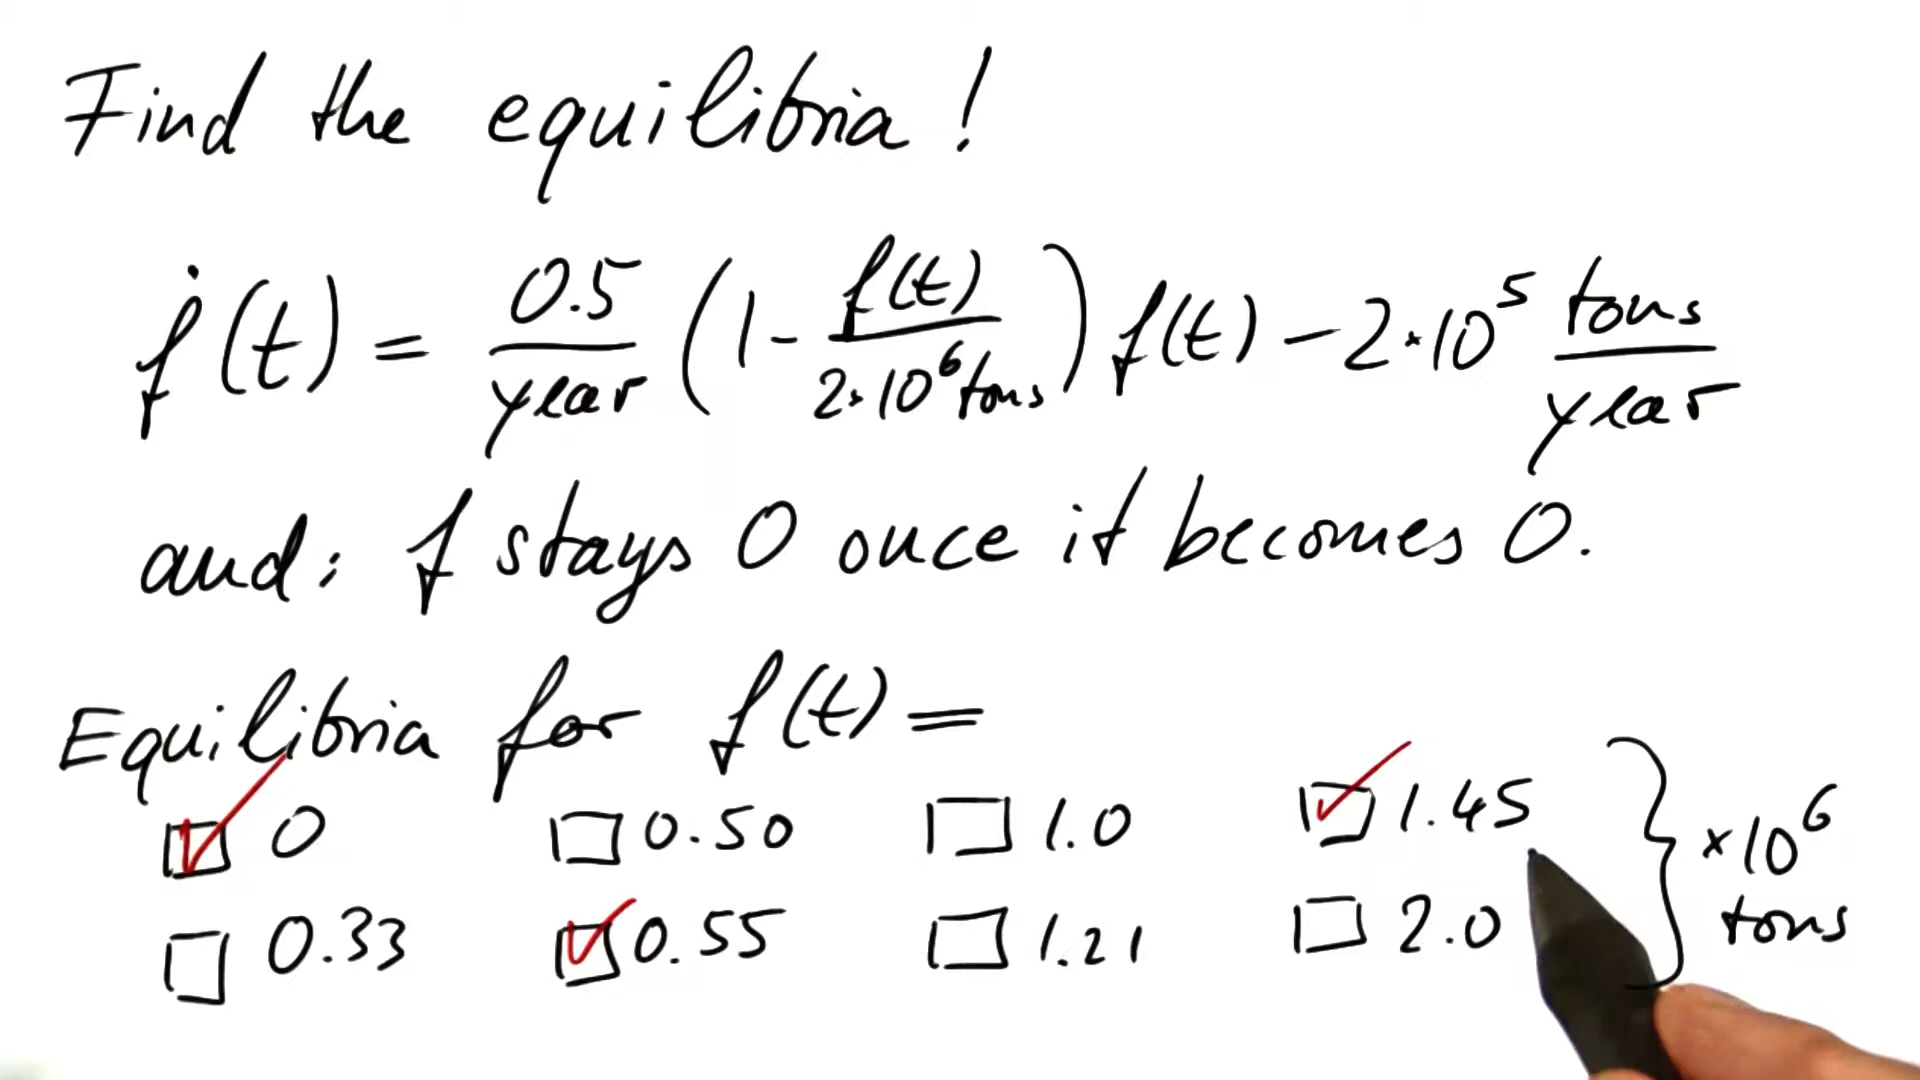 Find the equilibria!
ḟ(t) = 0.5/year (1 - f(t)/(2·10⁶ tons)) f(t) - 2·10⁵ tons/year
and: f stays 0 once it becomes 0.
Equilibria for f(t) =
0 0.50 1.0 1.45
0.33 0.55 1.21 2.0
×10⁶ tons